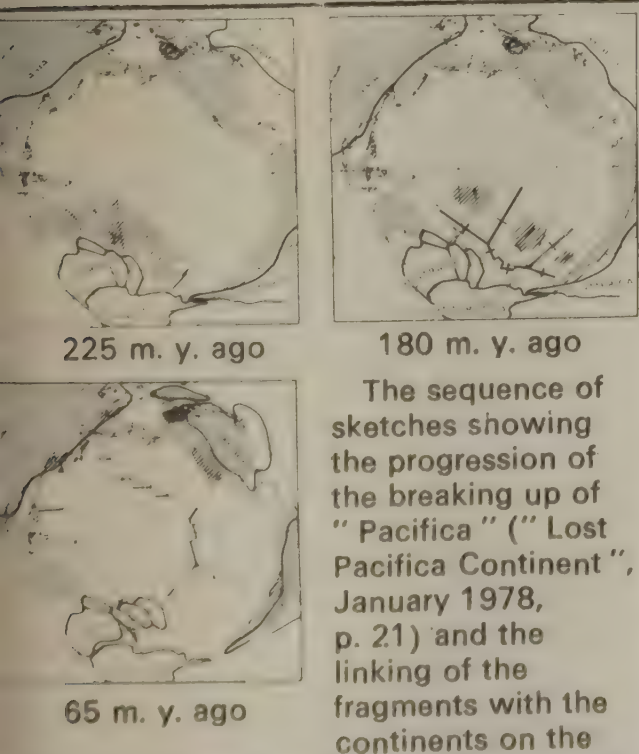 225 m. y. ago
180 m. y. ago
65 m. y. ago
The sequence of
sketches showing
the progression of
the breaking up of
" Pacifica " (" Lost
Pacifica Continent ",
January 1978,
p. 21) and the
linking of the
fragments with the
continents on the